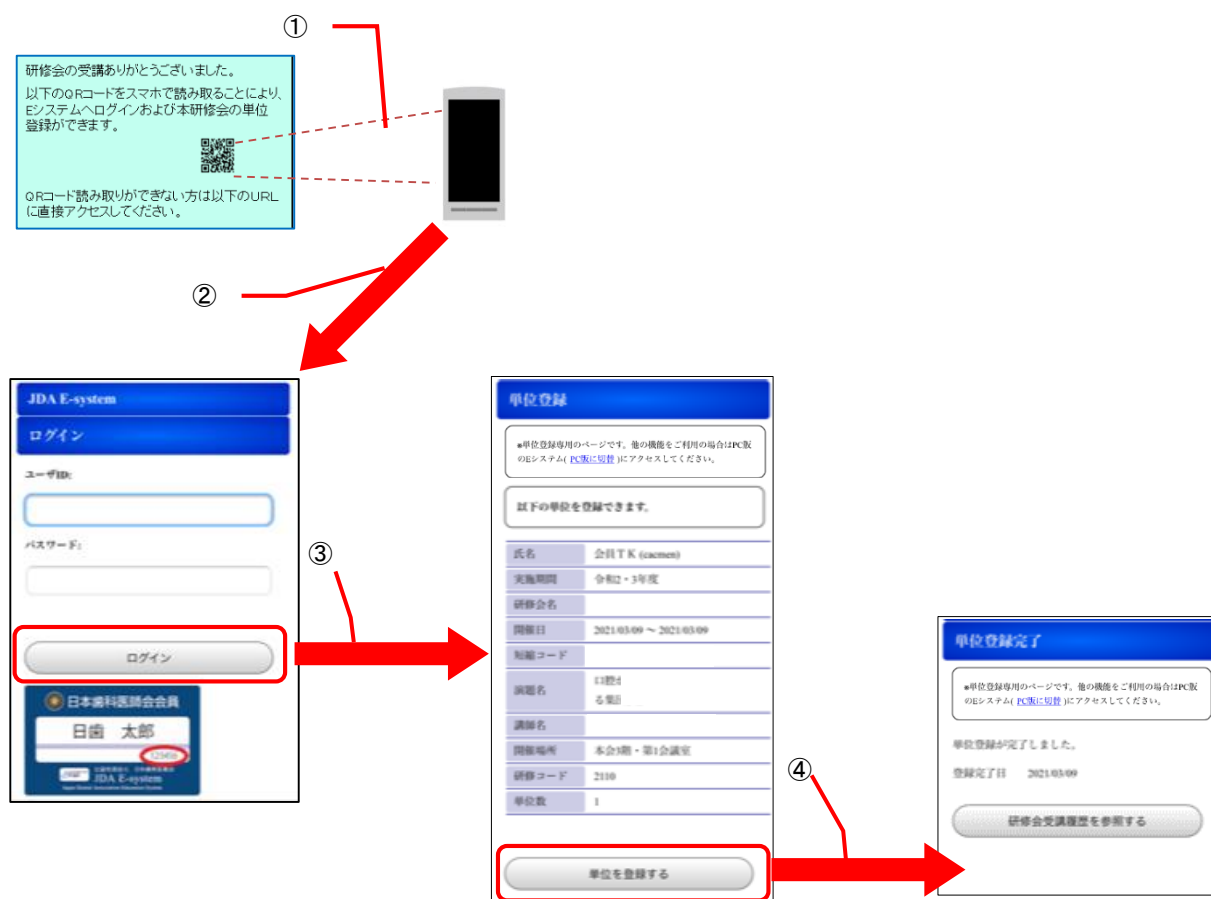 ①
研修会の受講ありがとうございました。
以下のQRコードをスマホで読み取ることにより、
Eシステムへログインおよび本研修会の単位
登録ができます。
QRコード読み取りができない方は以下のURL
に直接アクセスしてください。
②
JDA E-system
ログイン
ユーザID:
パスワード:
ログイン
日本歯科医師会会員
日歯 太郎
123456
JDA E-system
③
単位登録
※単位登録専用のページです。他の機能をご利用の場合はPC版
のEシステム( PC版に切替 )にアクセスしてください。
以下の単位を登録できます。
氏名 会員TK (cacmen)
実施期間 令和2・3年度
研修会名
開催日 2021/03/09 ~ 2021/03/09
短縮コード
演題名 口腔
る集
講師名
開催場所 本会3階・第1会議室
研修コード 2110
単位数 1
単位を登録する
④
単位登録完了
※単位登録専用のページです。他の機能をご利用の場合はPC版
のEシステム( PC版に切替 )にアクセスしてください。
単位登録が完了しました。
登録完了日 2021/03/09
研修会受講履歴を参照する